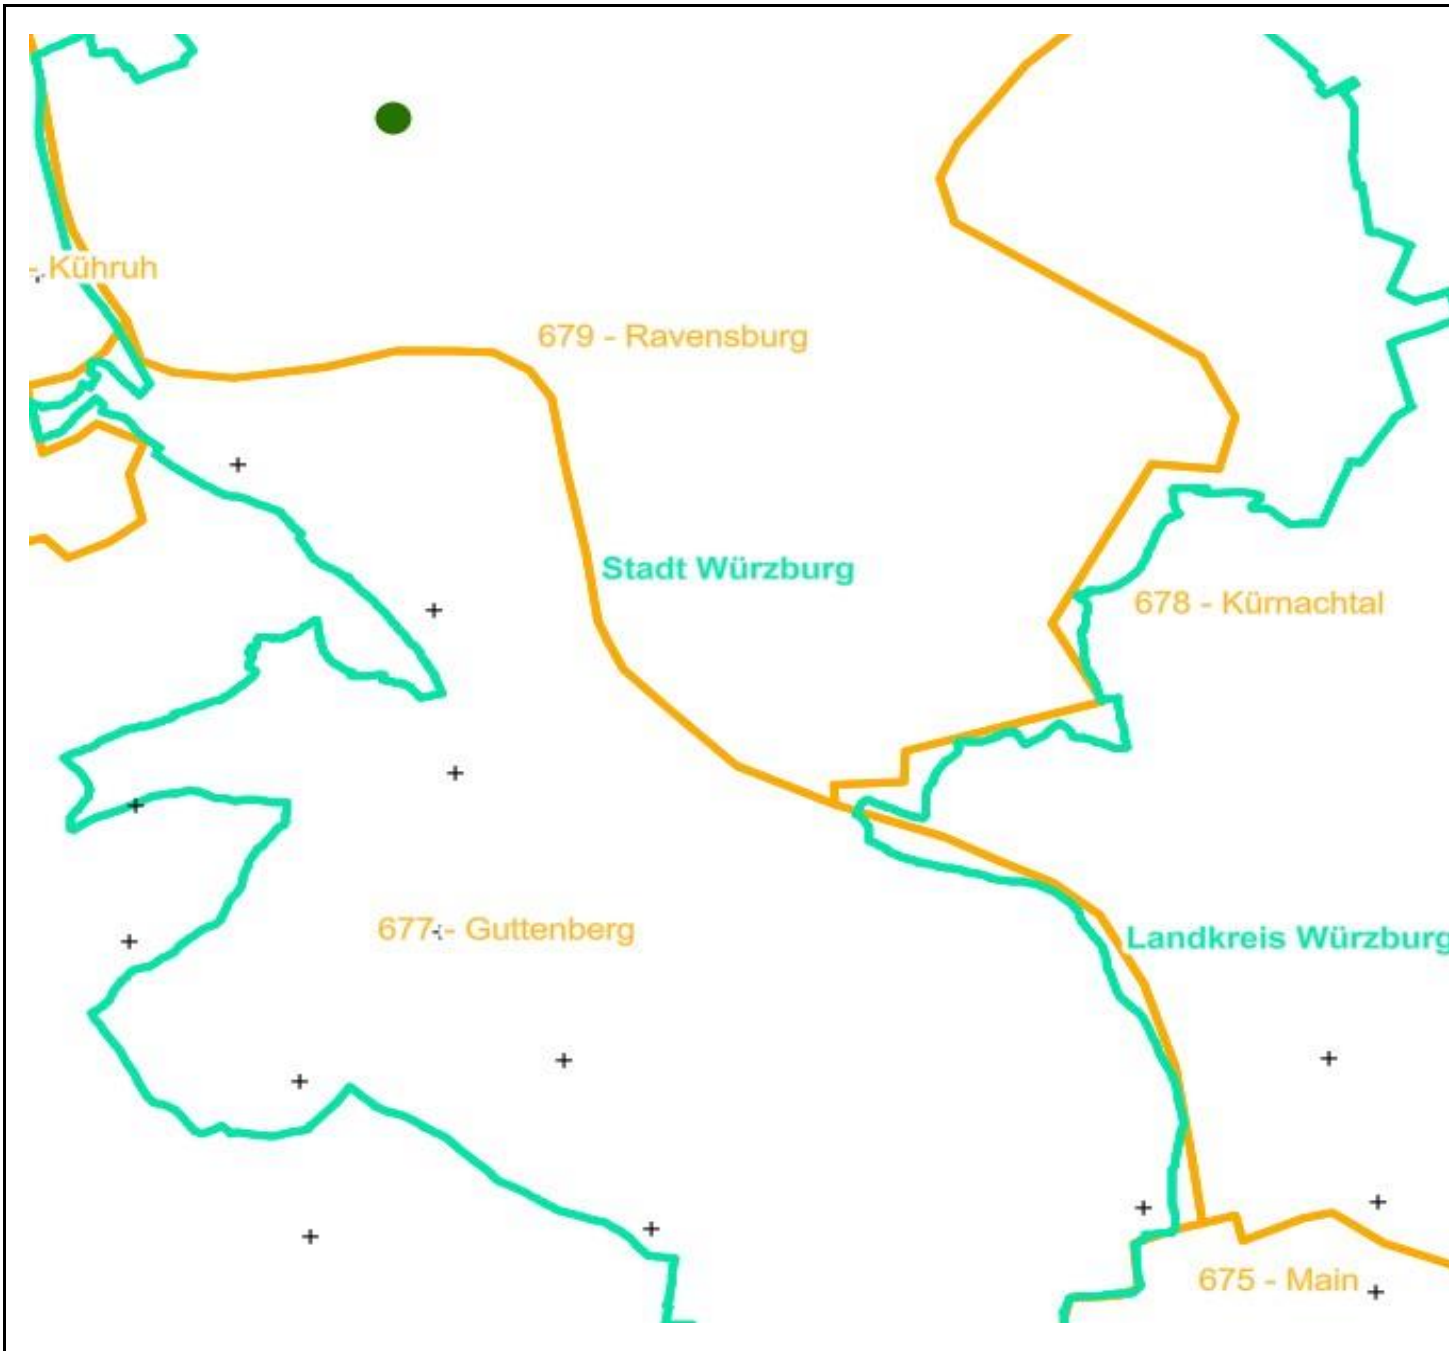 - Kühruh
679 - Ravensburg
Stadt Würzburg
678 - Kürnachtal
677 - Guttenberg
Landkreis Würzburg
675 - Main